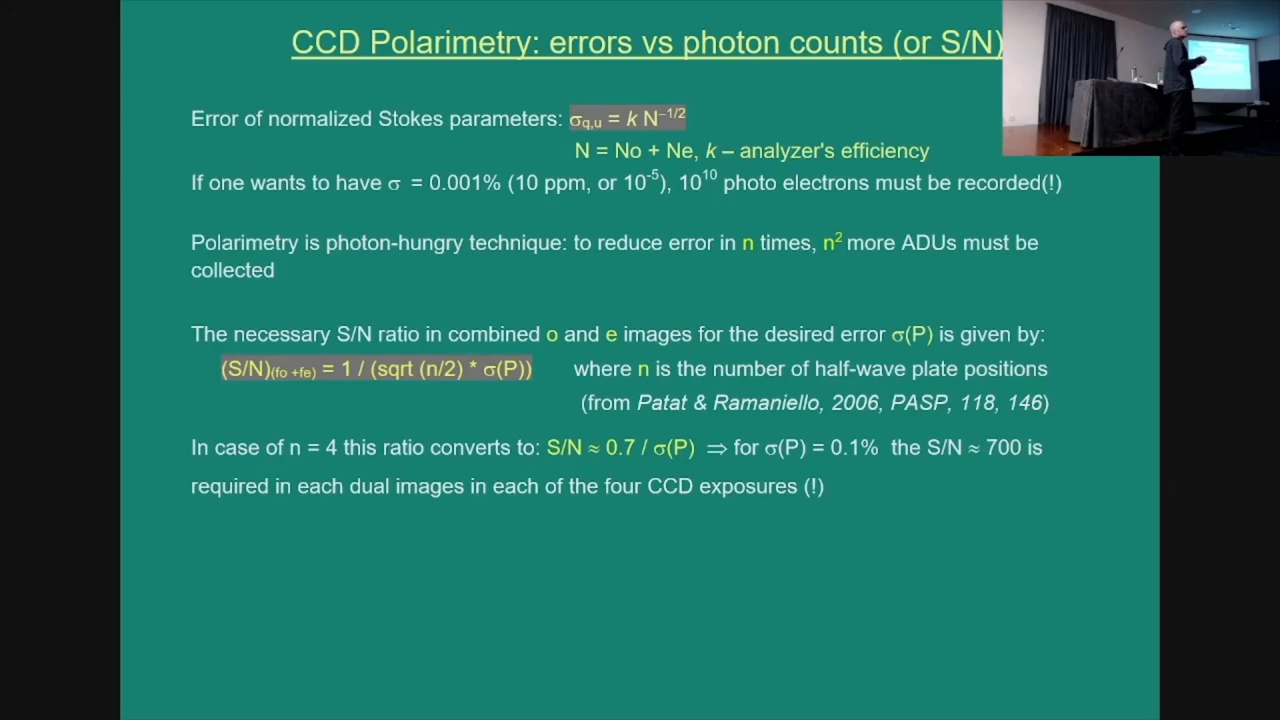 CCD Polarimetry: errors vs photon counts (or S/N)
Error of normalized Stokes parameters: σq,u = k N−1/2
N = No + Ne, k – analyzer's efficiency
If one wants to have σ = 0.001% (10 ppm, or 10-5), 1010 photo electrons must be recorded(!)
Polarimetry is photon-hungry technique: to reduce error in n times, n2 more ADUs must be
collected
The necessary S/N ratio in combined o and e images for the desired error σ(P) is given by:
(S/N)(fo +fe) = 1 / (sqrt (n/2) * σ(P)) where n is the number of half-wave plate positions
(from Patat & Ramaniello, 2006, PASP, 118, 146)
In case of n = 4 this ratio converts to: S/N ≈ 0.7 / σ(P) ⇒ for σ(P) = 0.1% the S/N ≈ 700 is
required in each dual images in each of the four CCD exposures (!)